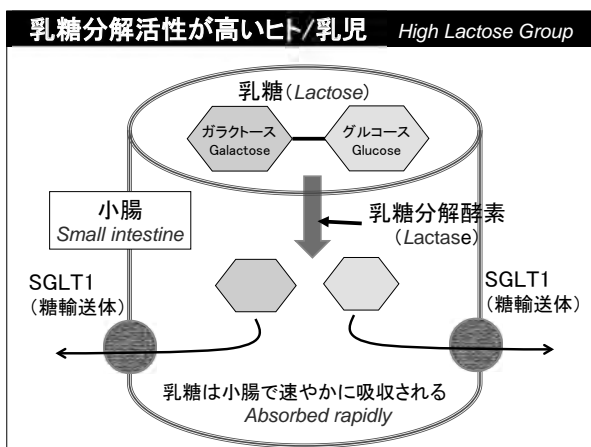 乳糖分解活性が高いヒト/乳児 High Lactose Group
乳糖(Lactose)
ガラクトース
Galactose
グルコース
Glucose
小腸
Small intestine
乳糖分解酵素
(Lactase)
SGLT1
(糖輸送体)
SGLT1
(糖輸送体)
乳糖は小腸で速やかに吸収される
Absorbed rapidly